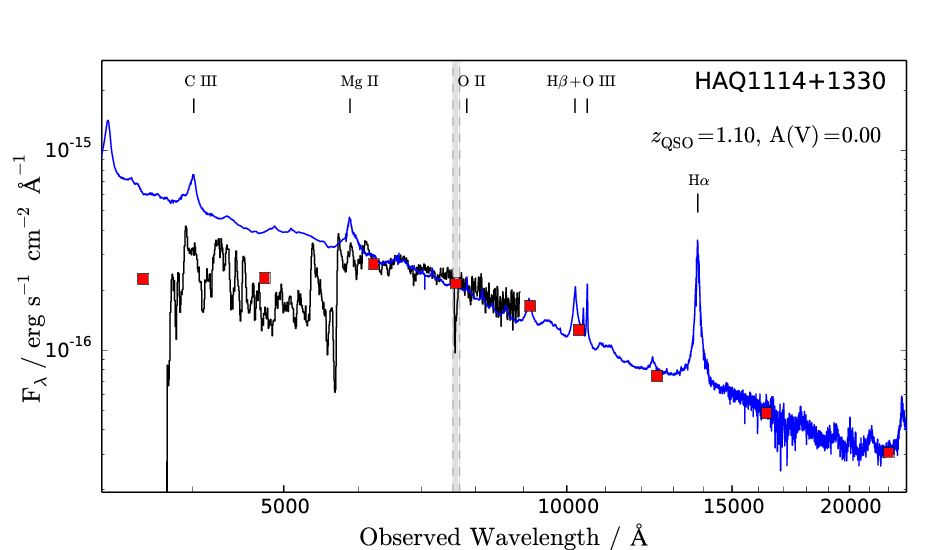 C III
Mg II
O II
Hβ+O III
HAQ1114+1330
z_QSO=1.10, A(V)=0.00
Hα
10^-15
10^-16
F_λ / erg s^−1 cm^−2 Å^−1
5000
10000
15000
20000
Observed Wavelength / Å